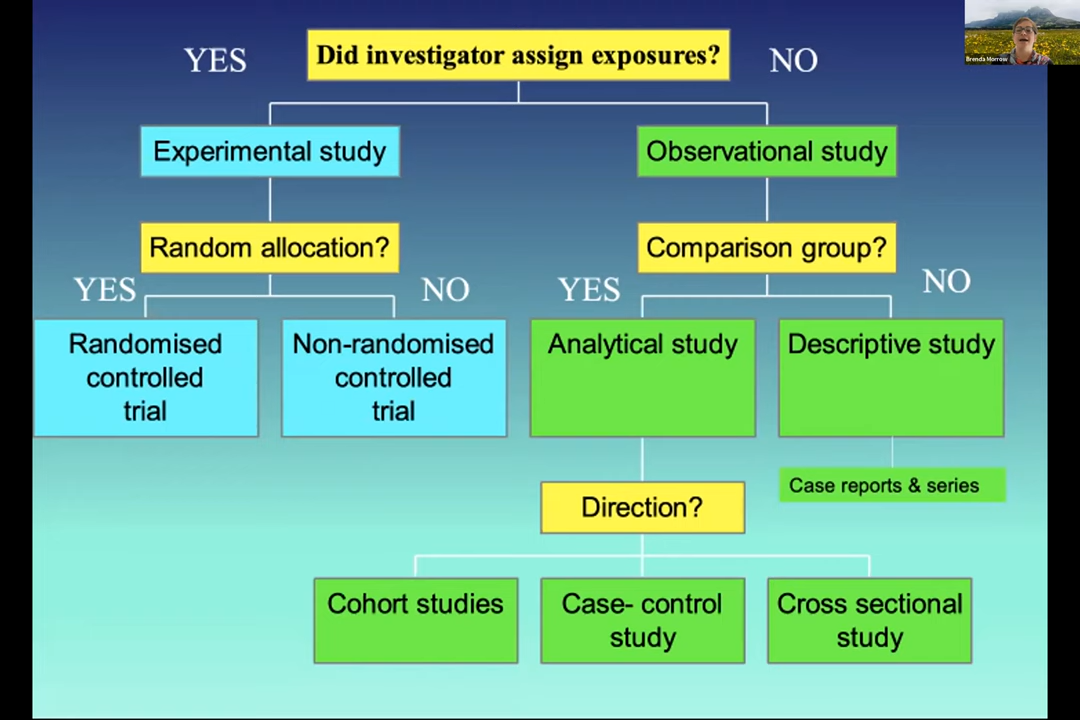 Brenda Morrow
Did investigator assign exposures?
YES
NO
Experimental study
Observational study
Random allocation?
Comparison group?
YES
NO
YES
NO
Randomised
controlled
trial
Non-randomised
controlled
trial
Analytical study
Descriptive study
Case reports & series
Direction?
Cohort studies
Case- control
study
Cross sectional
study